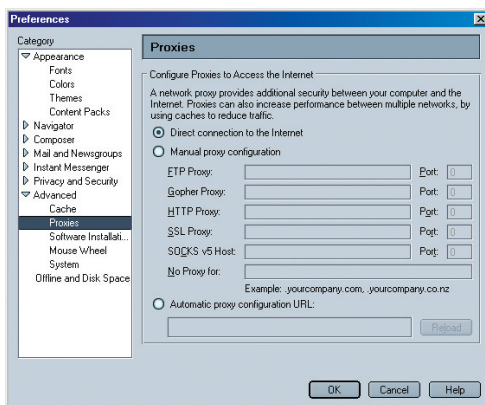 Preferences
Category
Appearance
Fonts
Colors
Themes
Content Packs
Navigator
Composer
Mail and Newsgroups
Instant Messenger
Privacy and Security
Advanced
Cache
Proxies
Software Installati...
Mouse Wheel
System
Offline and Disk Space
Proxies
Configure Proxies to Access the Internet
A network proxy provides additional security between your computer and the
Internet. Proxies can also increase performance between multiple networks, by
using caches to reduce traffic.
Direct connection to the Internet
Manual proxy configuration
FTP Proxy: Port: 0
Gopher Proxy: Port: 0
HTTP Proxy: Port: 0
SSL Proxy: Port: 0
SOCKS v5 Host: Port: 0
No Proxy for:
Example: .yourcompany.com, .yourcompany.co.nz
Automatic proxy configuration URL:
Reload
OK Cancel Help